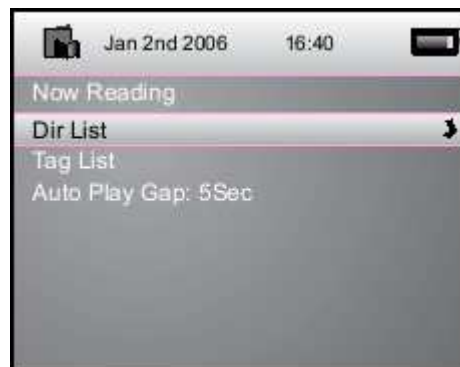 Jan 2nd 2006 16:40
Now Reading
Dir List
Tag List
Auto Play Gap: 5Sec